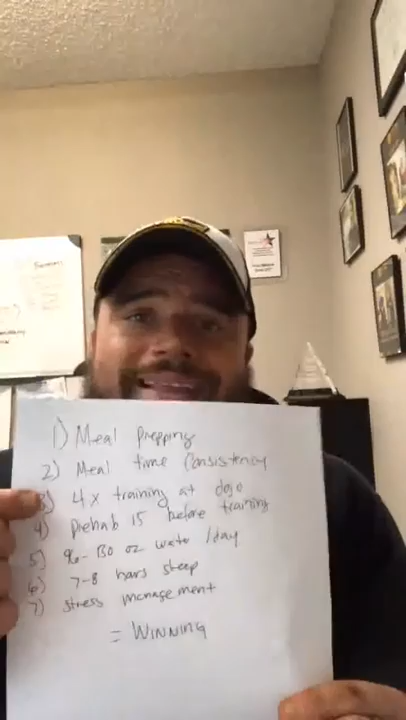 1) Meal Prepping
2) Meal time Consistency
3) 4x training at dojo
4) Prehab 15 before training
5) 96-130 oz water /day
6) 7-8 hours sleep
7) stress management
= WINNING